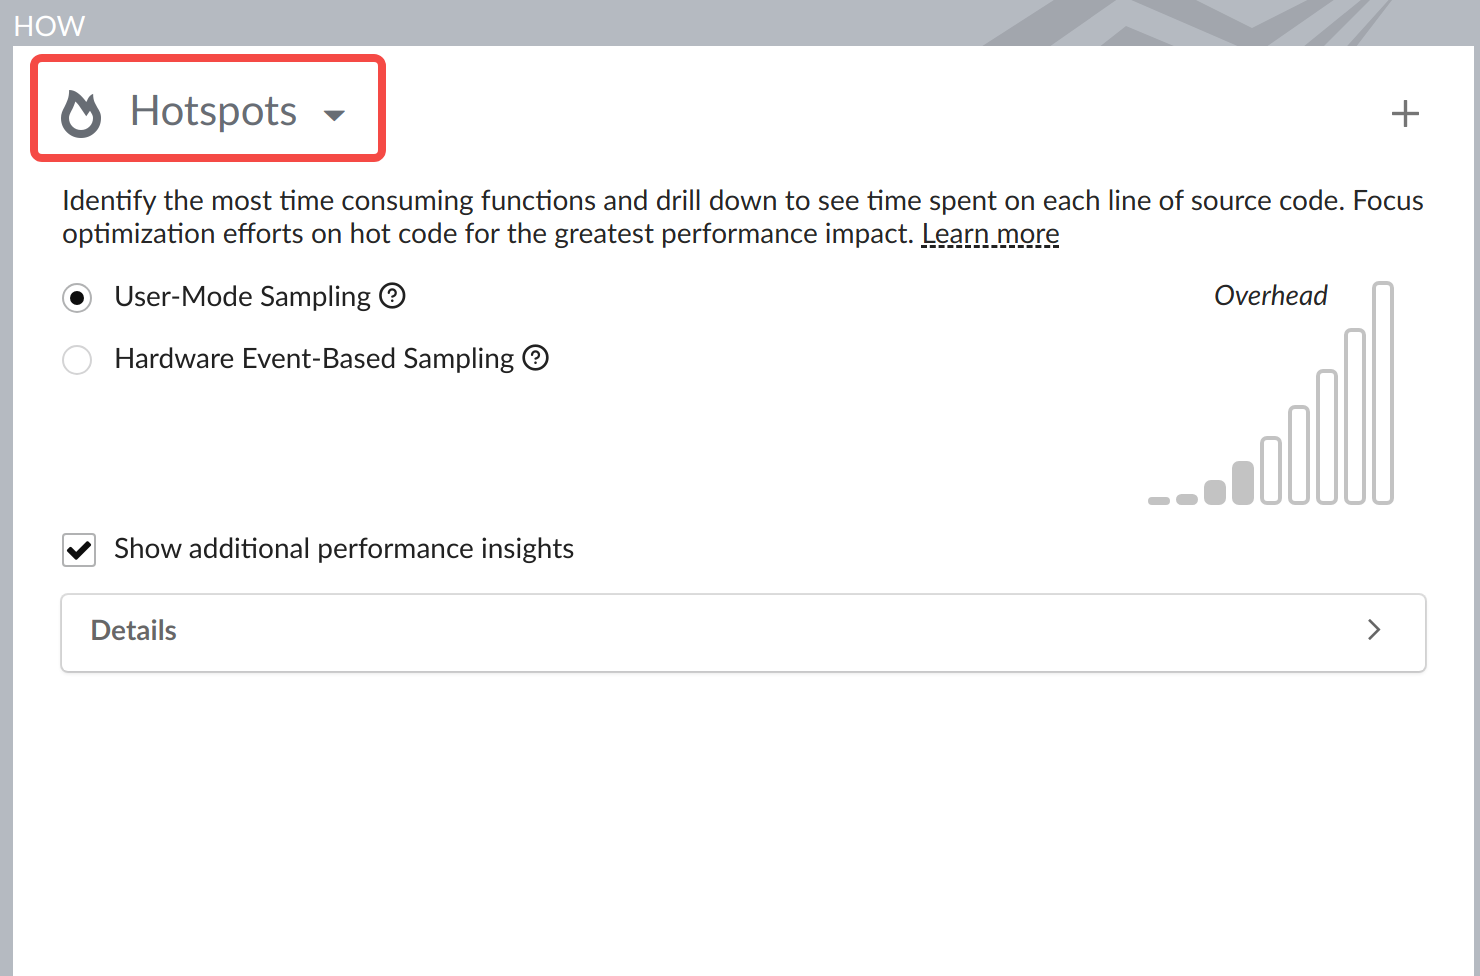 HOW
Hotspots
Identify the most time consuming functions and drill down to see time spent on each line of source code. Focus
optimization efforts on hot code for the greatest performance impact. Learn more
User-Mode Sampling
Overhead
Hardware Event-Based Sampling
Show additional performance insights
Details